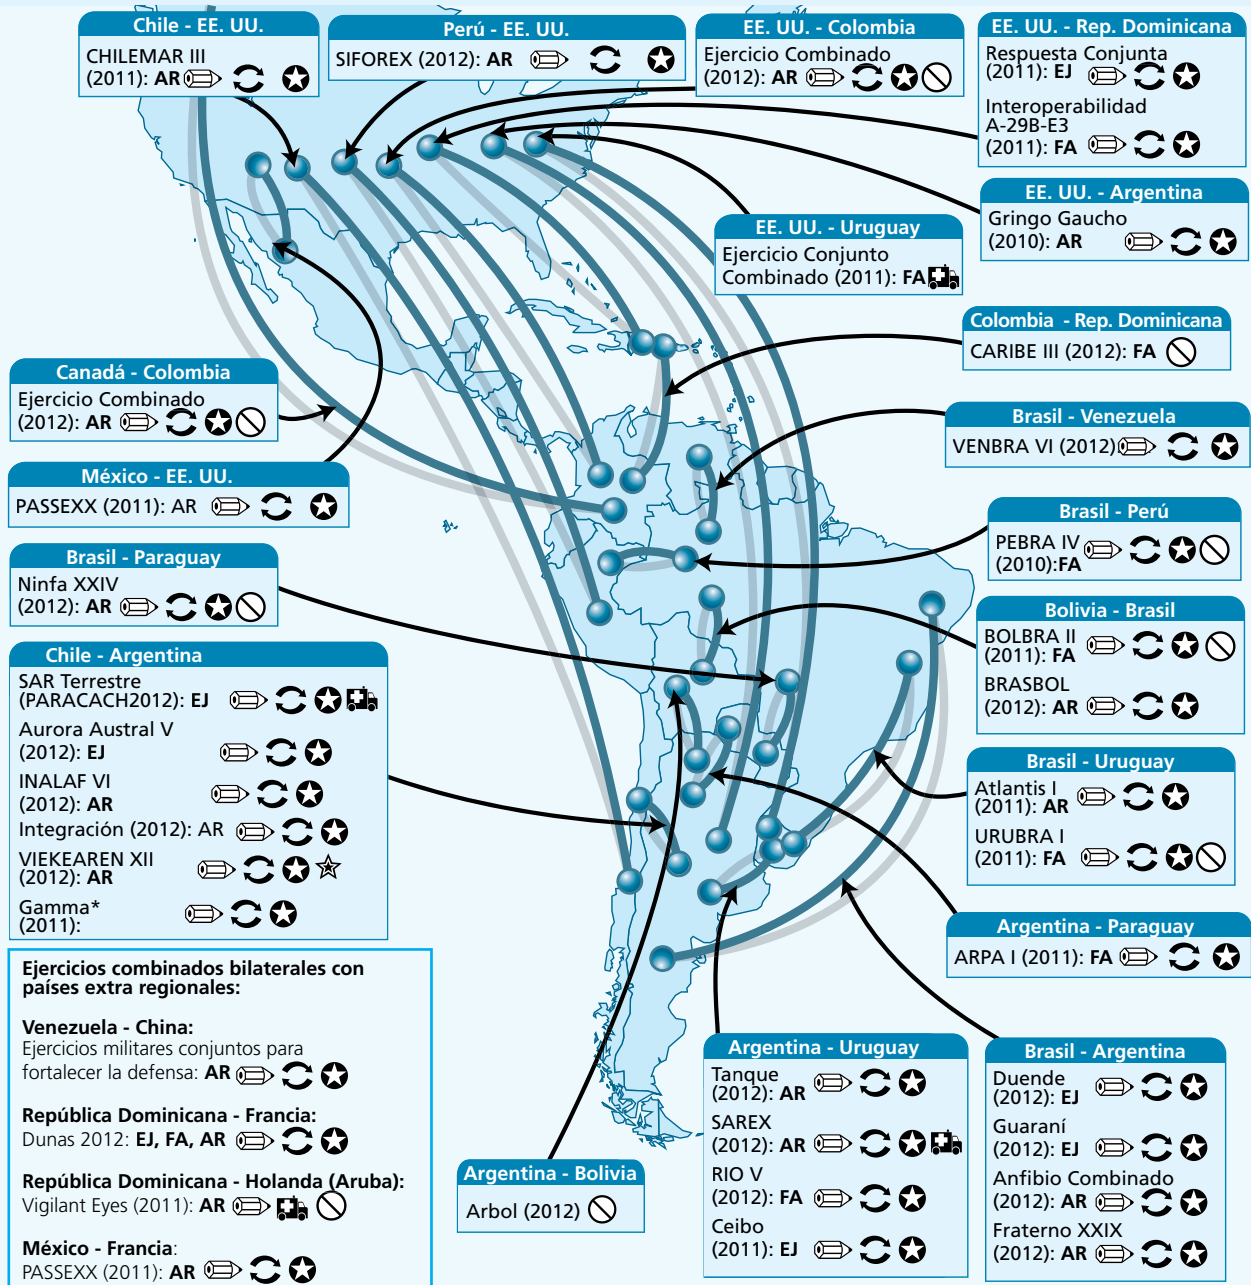 Chile - EE. UU.
CHILEMAR III
(2011): AR
Perú - EE. UU.
SIFOREX (2012): AR
EE. UU. - Colombia
Ejercicio Combinado
(2012): AR
EE. UU. - Rep. Dominicana
Respuesta Conjunta
(2011): EJ
Interoperabilidad
A-29B-E3
(2011): FA
EE. UU. - Argentina
Gringo Gaucho
(2010): AR
EE. UU. - Uruguay
Ejercicio Conjunto
Combinado (2011): FA
Colombia - Rep. Dominicana
CARIBE III (2012): FA
Canadá - Colombia
Ejercicio Combinado
(2012): AR
Brasil - Venezuela
VENBRA VI (2012)
México - EE. UU.
PASSEXX (2011): AR
Brasil - Perú
PEBRA IV
(2010):FA
Brasil - Paraguay
Ninfa XXIV
(2012): AR
Bolivia - Brasil
BOLBRA II
(2011): FA
BRASBOL
(2012): AR
Chile - Argentina
SAR Terrestre
(PARACACH2012): EJ
Aurora Austral V
(2012): EJ
INALAF VI
(2012): AR
Integración (2012): AR
VIEKEAREN XII
(2012): AR
Gamma*
(2011):
Brasil - Uruguay
Atlantis I
(2011): AR
URUBRA I
(2011): FA
Argentina - Paraguay
ARPA I (2011): FA
Ejercicios combinados bilaterales con
países extra regionales:
Venezuela - China:
Ejercicios militares conjuntos para
fortalecer la defensa: AR
República Dominicana - Francia:
Dunas 2012: EJ, FA, AR
República Dominicana - Holanda (Aruba):
Vigilant Eyes (2011): AR
México - Francia:
PASSEXX (2011): AR
Argentina - Bolivia
Arbol (2012)
Argentina - Uruguay
Tanque
(2012): AR
SAREX
(2012): AR
RIO V
(2012): FA
Ceibo
(2011): EJ
Brasil - Argentina
Duende
(2012): EJ
Guaraní
(2012): EJ
Anfibio Combinado
(2012): AR
Fraterno XXIX
(2012): AR